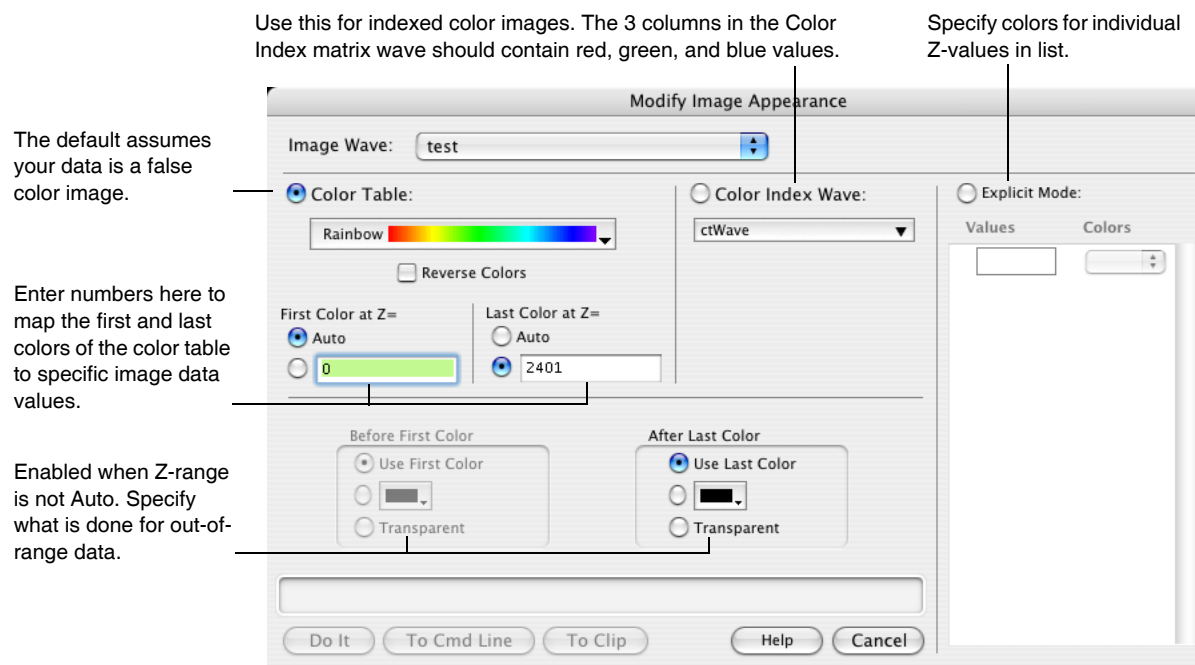 Use this for indexed color images. The 3 columns in the Color
Index matrix wave should contain red, green, and blue values.
Specify colors for individual
Z-values in list.
Modify Image Appearance
The default assumes
your data is a false
color image.
Image Wave: test
Color Table:
Rainbow
Reverse Colors
Color Index Wave:
ctWave
Explicit Mode:
Values Colors
Enter numbers here to
map the first and last
colors of the color table
to specific image data
values.
First Color at Z=
Auto
0
Last Color at Z=
Auto
2401
Enabled when Z-range
is not Auto. Specify
what is done for out-of-
range data.
Before First Color
Use First Color
Transparent
After Last Color
Use Last Color
Transparent
Do It To Cmd Line To Clip Help Cancel